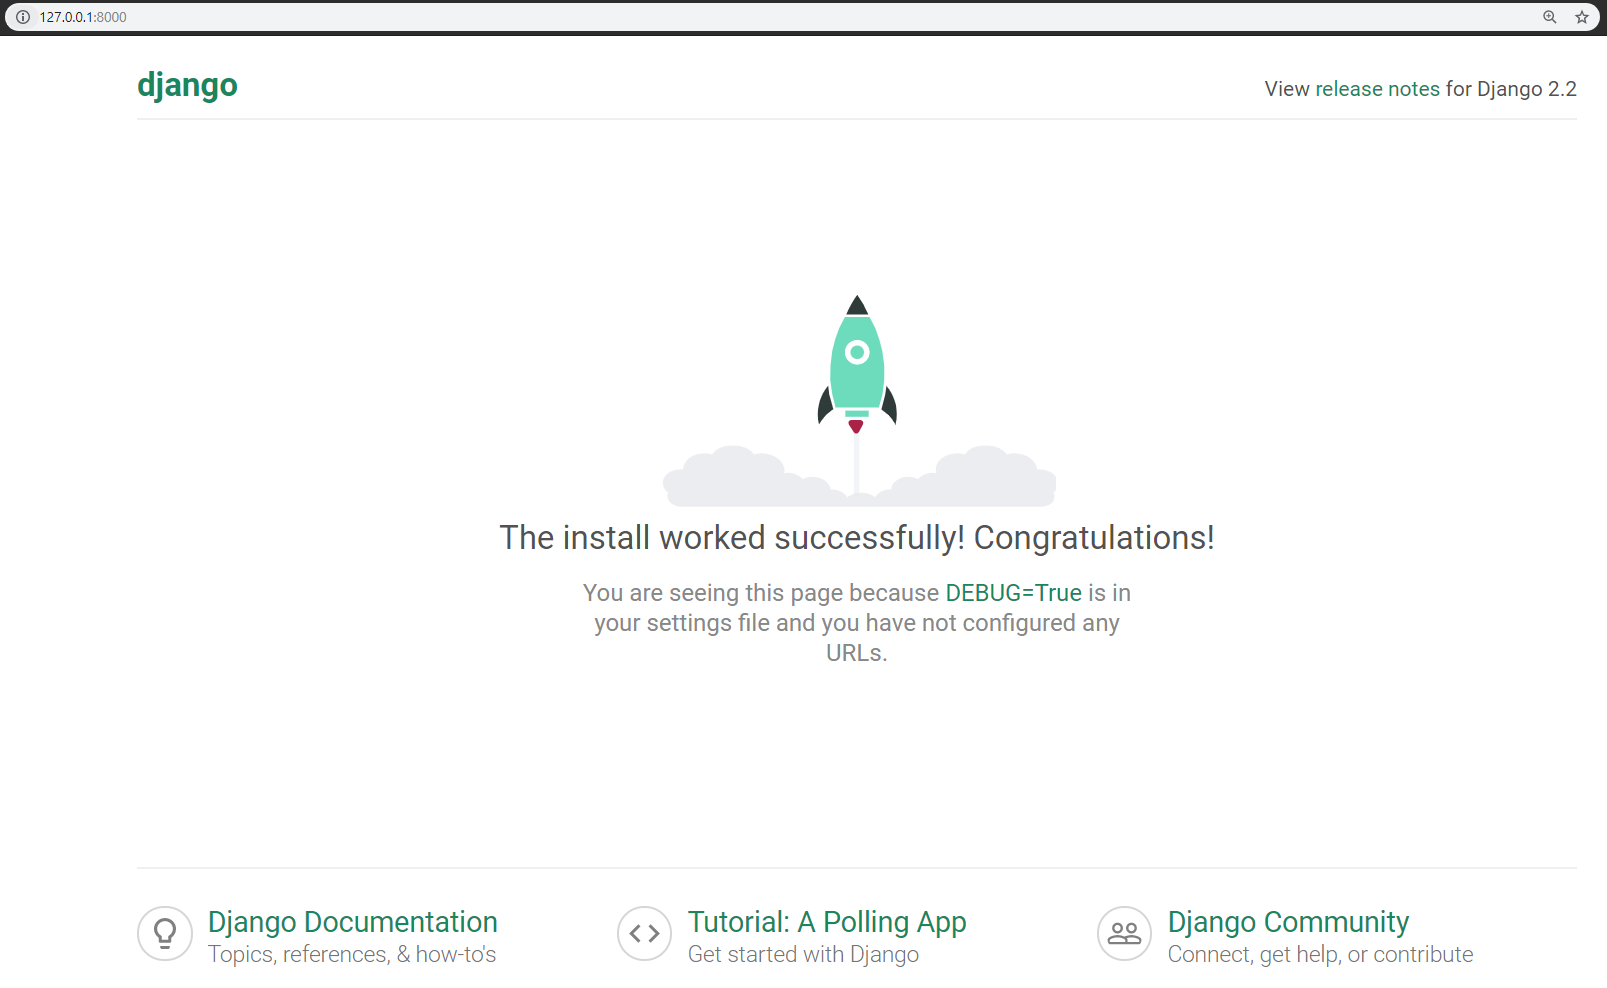 127.0.0.1:8000
django
View release notes for Django 2.2
The install worked successfully! Congratulations!
You are seeing this page because DEBUG=True is in
your settings file and you have not configured any
URLs.
Django Documentation
Topics, references, & how-to's
Tutorial: A Polling App
Get started with Django
Django Community
Connect, get help, or contribute